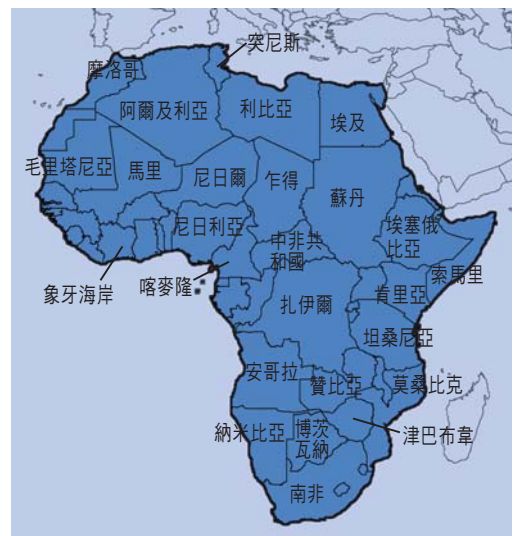 突尼斯
摩洛哥
阿爾及利亞
利比亞
埃及
毛里塔尼亞
馬里
尼日爾
乍得
蘇丹
尼日利亞
埃塞俄
比亞
中非共
和國
索馬里
象牙海岸
喀麥隆
扎伊爾
肯里亞
坦桑尼亞
安哥拉
贊比亞
莫桑比克
納米比亞
博茨
瓦納
津巴布韋
南非